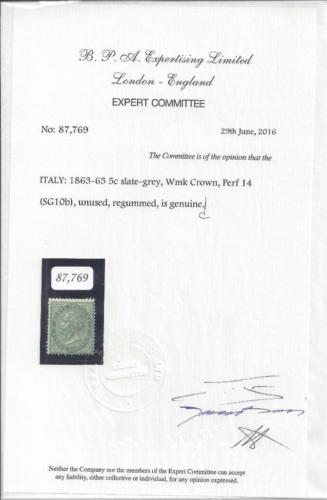 B. P. A. Expertising Limited
London - England
EXPERT COMMITTEE
No: 87,769
29th June, 2016
The Committee is of the opinion that the
ITALY: 1863-65 5c slate-grey, Wmk Crown, Perf 14
(SG10b), unused, regummed, is genuine.
87,769
Neither the Company nor the members of the Expert Committee can accept
any liability, either collective or individual, for any opinion expressed.